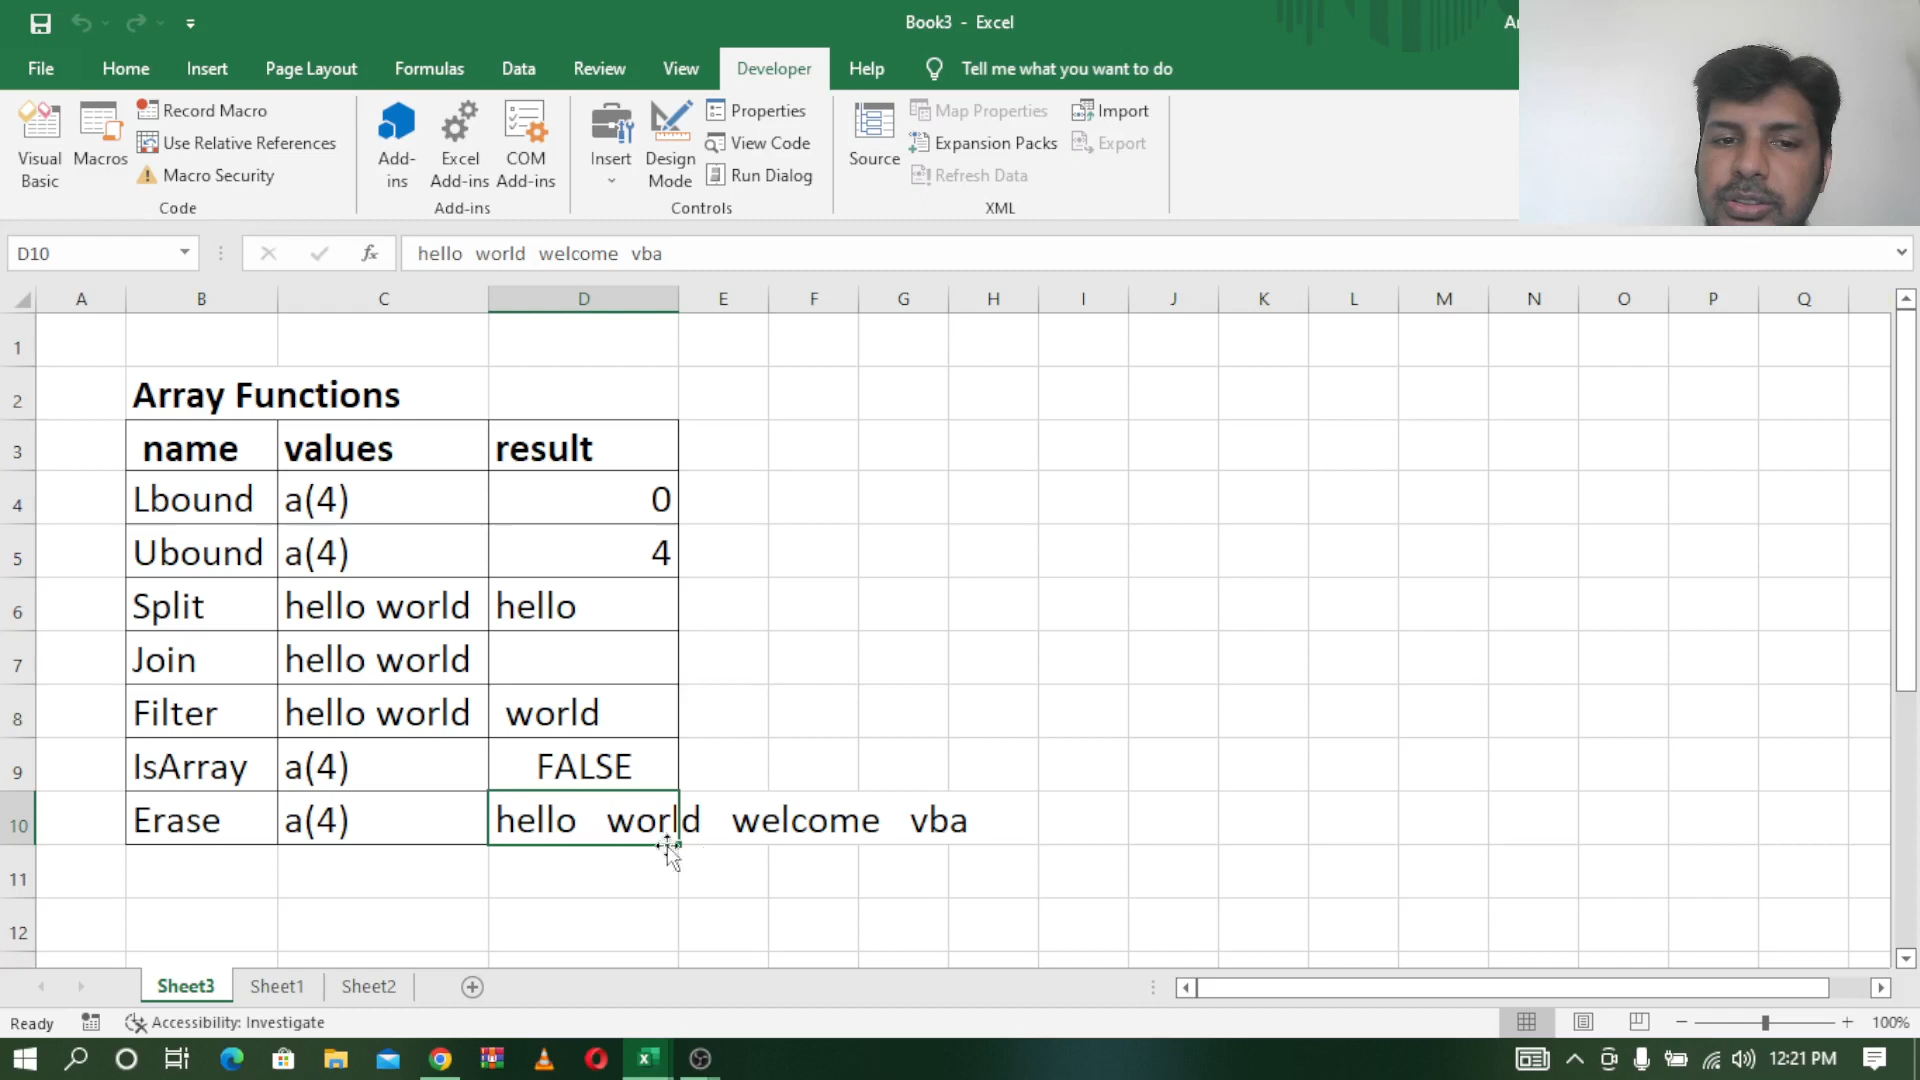 Book3 - Excel
File Home Insert Page Layout Formulas Data Review View Developer Help Tell me what you want to do
Visual Basic
Macros
Record Macro
Use Relative References
Macro Security
Code
Add-ins
Excel Add-ins
COM Add-ins
Add-ins
Insert
Design Mode
Properties
View Code
Run Dialog
Controls
Source
Map Properties
Expansion Packs
Refresh Data
Import
Export
XML
D10 fx hello world welcome vba
A B C D E F G H I J K L M N O P Q
1
2 Array Functions
3 name values result
4 Lbound a(4) 0
5 Ubound a(4) 4
6 Split hello world hello
7 Join hello world
8 Filter hello world world
9 IsArray a(4) FALSE
10 Erase a(4) hello world welcome vba
11
12
Sheet3 Sheet1 Sheet2
Ready Accessibility: Investigate 100%
12:21 PM